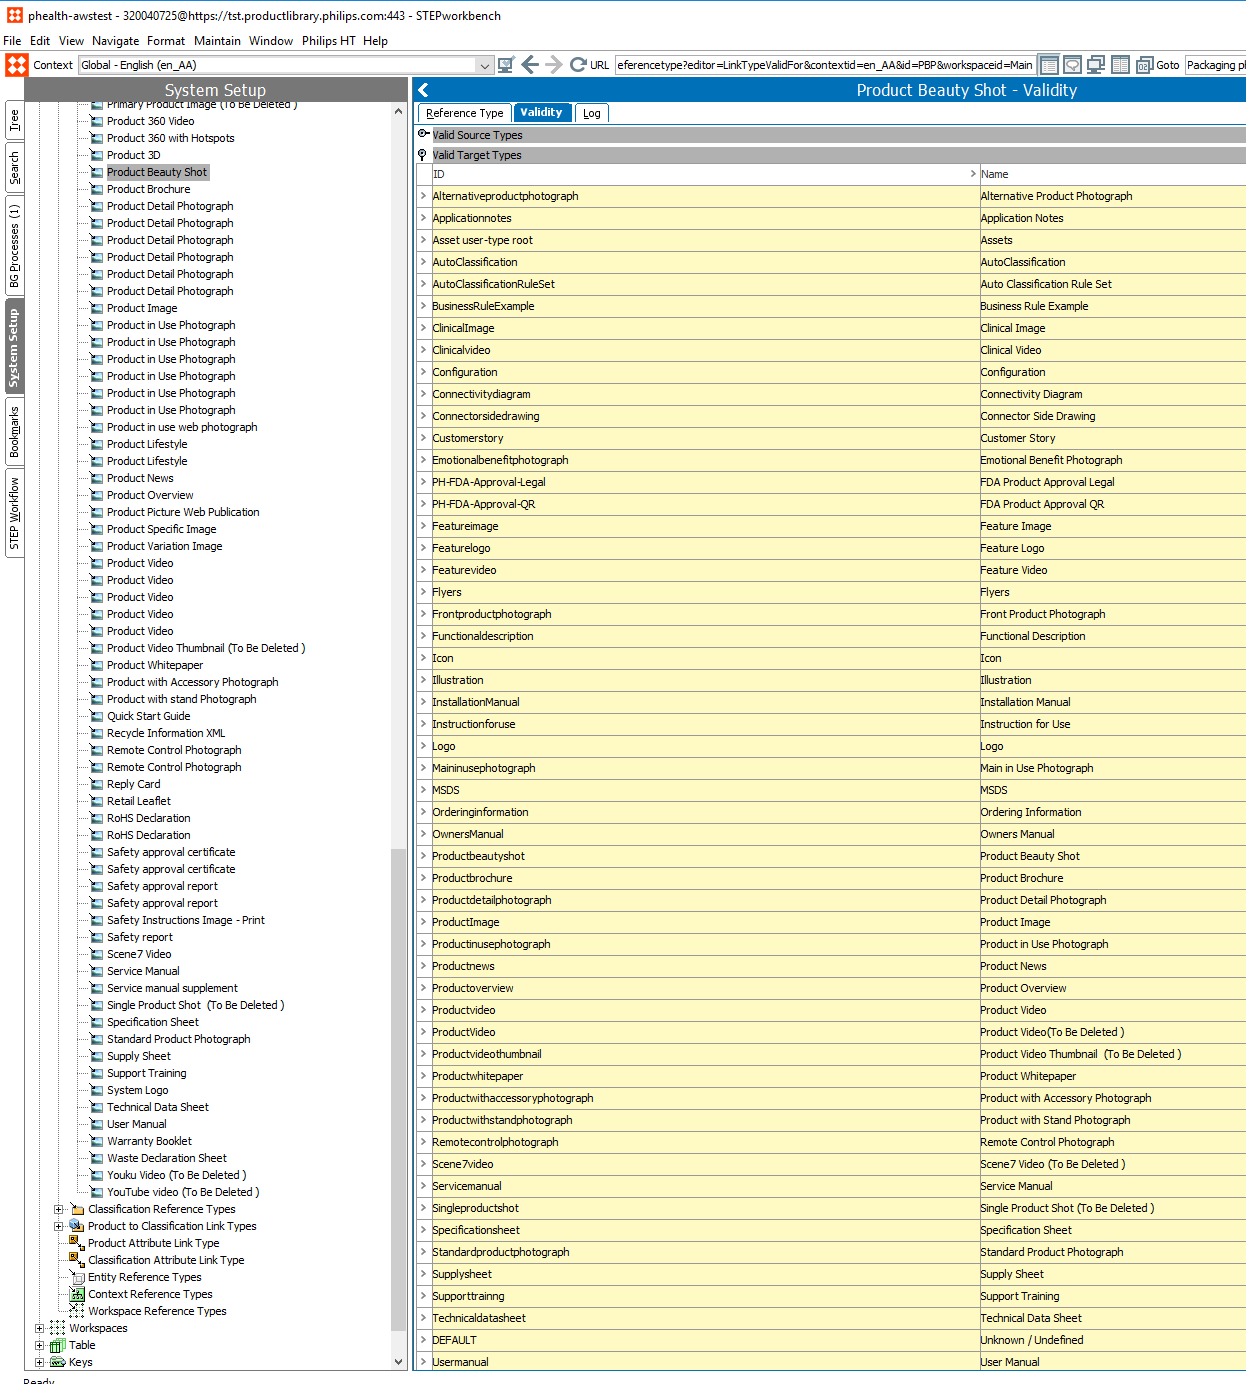 phealth-awstest - 320040725@https://tst.productlibrary.philips.com:443 - STEPworkbench
File Edit View Navigate Format Maintain Window Philips HT Help
Context Global - English (en_AA) URL eferencetype?editor=LinkTypeValidFor&contextid=en_AA&id=PBP&workspaceid=Main Goto Packaging pl
Tree
Search
BG Processes (1)
System Setup
Bookmarks
STEP Workflow
System Setup
Primary Product Image (To Be Deleted )
Product 360 Video
Product 360 with Hotspots
Product 3D
Product Beauty Shot
Product Brochure
Product Detail Photograph
Product Detail Photograph
Product Detail Photograph
Product Detail Photograph
Product Detail Photograph
Product Detail Photograph
Product Image
Product in Use Photograph
Product in Use Photograph
Product in Use Photograph
Product in Use Photograph
Product in Use Photograph
Product in Use Photograph
Product in use web photograph
Product Lifestyle
Product Lifestyle
Product News
Product Overview
Product Picture Web Publication
Product Specific Image
Product Variation Image
Product Video
Product Video
Product Video
Product Video
Product Video
Product Video Thumbnail (To Be Deleted )
Product Whitepaper
Product with Accessory Photograph
Product with stand Photograph
Quick Start Guide
Recycle Information XML
Remote Control Photograph
Remote Control Photograph
Reply Card
Retail Leaflet
RoHS Declaration
RoHS Declaration
Safety approval certificate
Safety approval certificate
Safety approval report
Safety approval report
Safety Instructions Image - Print
Safety report
Scene7 Video
Service Manual
Service manual supplement
Single Product Shot  (To Be Deleted )
Specification Sheet
Standard Product Photograph
Supply Sheet
Support Training
System Logo
Technical Data Sheet
User Manual
Warranty Booklet
Waste Declaration Sheet
Youku Video (To Be Deleted )
YouTube video (To Be Deleted )
Classification Reference Types
Product to Classification Link Types
Product Attribute Link Type
Classification Attribute Link Type
Entity Reference Types
Context Reference Types
Workspace Reference Types
Workspaces
Table
Keys
Product Beauty Shot - Validity
Reference Type Validity Log
Valid Source Types
Valid Target Types
ID Name
Alternativeproductphotograph Alternative Product Photograph
Applicationnotes Application Notes
Asset user-type root Assets
AutoClassification AutoClassification
AutoClassificationRuleSet Auto Classification Rule Set
BusinessRuleExample Business Rule Example
ClinicalImage Clinical Image
Clinicalvideo Clinical Video
Configuration Configuration
Connectivitydiagram Connectivity Diagram
Connectorsidedrawing Connector Side Drawing
Customerstory Customer Story
Emotionalbenefitphotograph Emotional Benefit Photograph
PH-FDA-Approval-Legal FDA Product Approval Legal
PH-FDA-Approval-QR FDA Product Approval QR
Featureimage Feature Image
Featurelogo Feature Logo
Featurevideo Feature Video
Flyers Flyers
Frontproductphotograph Front Product Photograph
Functionaldescription Functional Description
Icon Icon
Illustration Illustration
InstallationManual Installation Manual
Instructionforuse Instruction for Use
Logo Logo
Maininusephotograph Main in Use Photograph
MSDS MSDS
Orderinginformation Ordering Information
OwnersManual Owners Manual
Productbeautyshot Product Beauty Shot
Productbrochure Product Brochure
Productdetailphotograph Product Detail Photograph
ProductImage Product Image
Productinusephotograph Product in Use Photograph
Productnews Product News
Productoverview Product Overview
Productvideo Product Video
ProductVideo Product Video(To Be Deleted )
Productvideothumbnail Product Video Thumbnail  (To Be Deleted )
Productwhitepaper Product Whitepaper
Productwithaccessoryphotograph Product with Accessory Photograph
Productwithstandphotograph Product with Stand Photograph
Remotecontrolphotograph Remote Control Photograph
Scene7video Scene7 Video (To Be Deleted )
Servicemanual Service Manual
Singleproductshot Single Product Shot (To Be Deleted )
Specificationsheet Specification Sheet
Standardproductphotograph Standard Product Photograph
Supplysheet Supply Sheet
Supporttrainng Support Training
Technicaldatasheet Technical Data Sheet
DEFAULT Unknown / Undefined
Usermanual User Manual
Ready